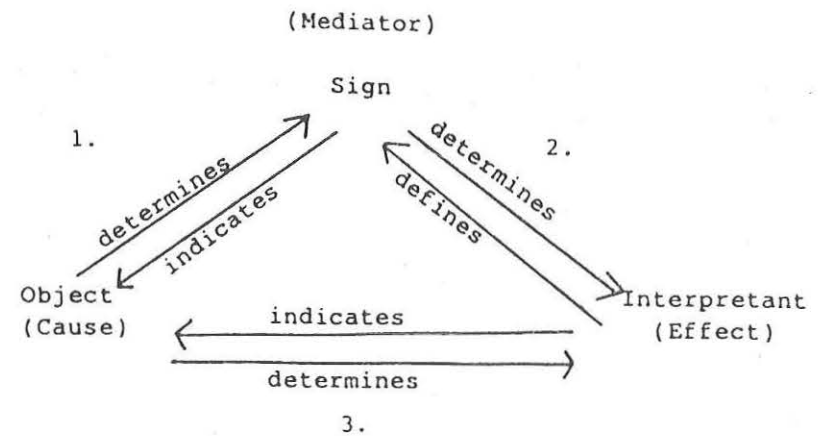 (Mediator)
Sign
1.
determines
indicates
determines
2.
defines
Object
(Cause)
Interpretant
(Effect)
indicates
determines
3.